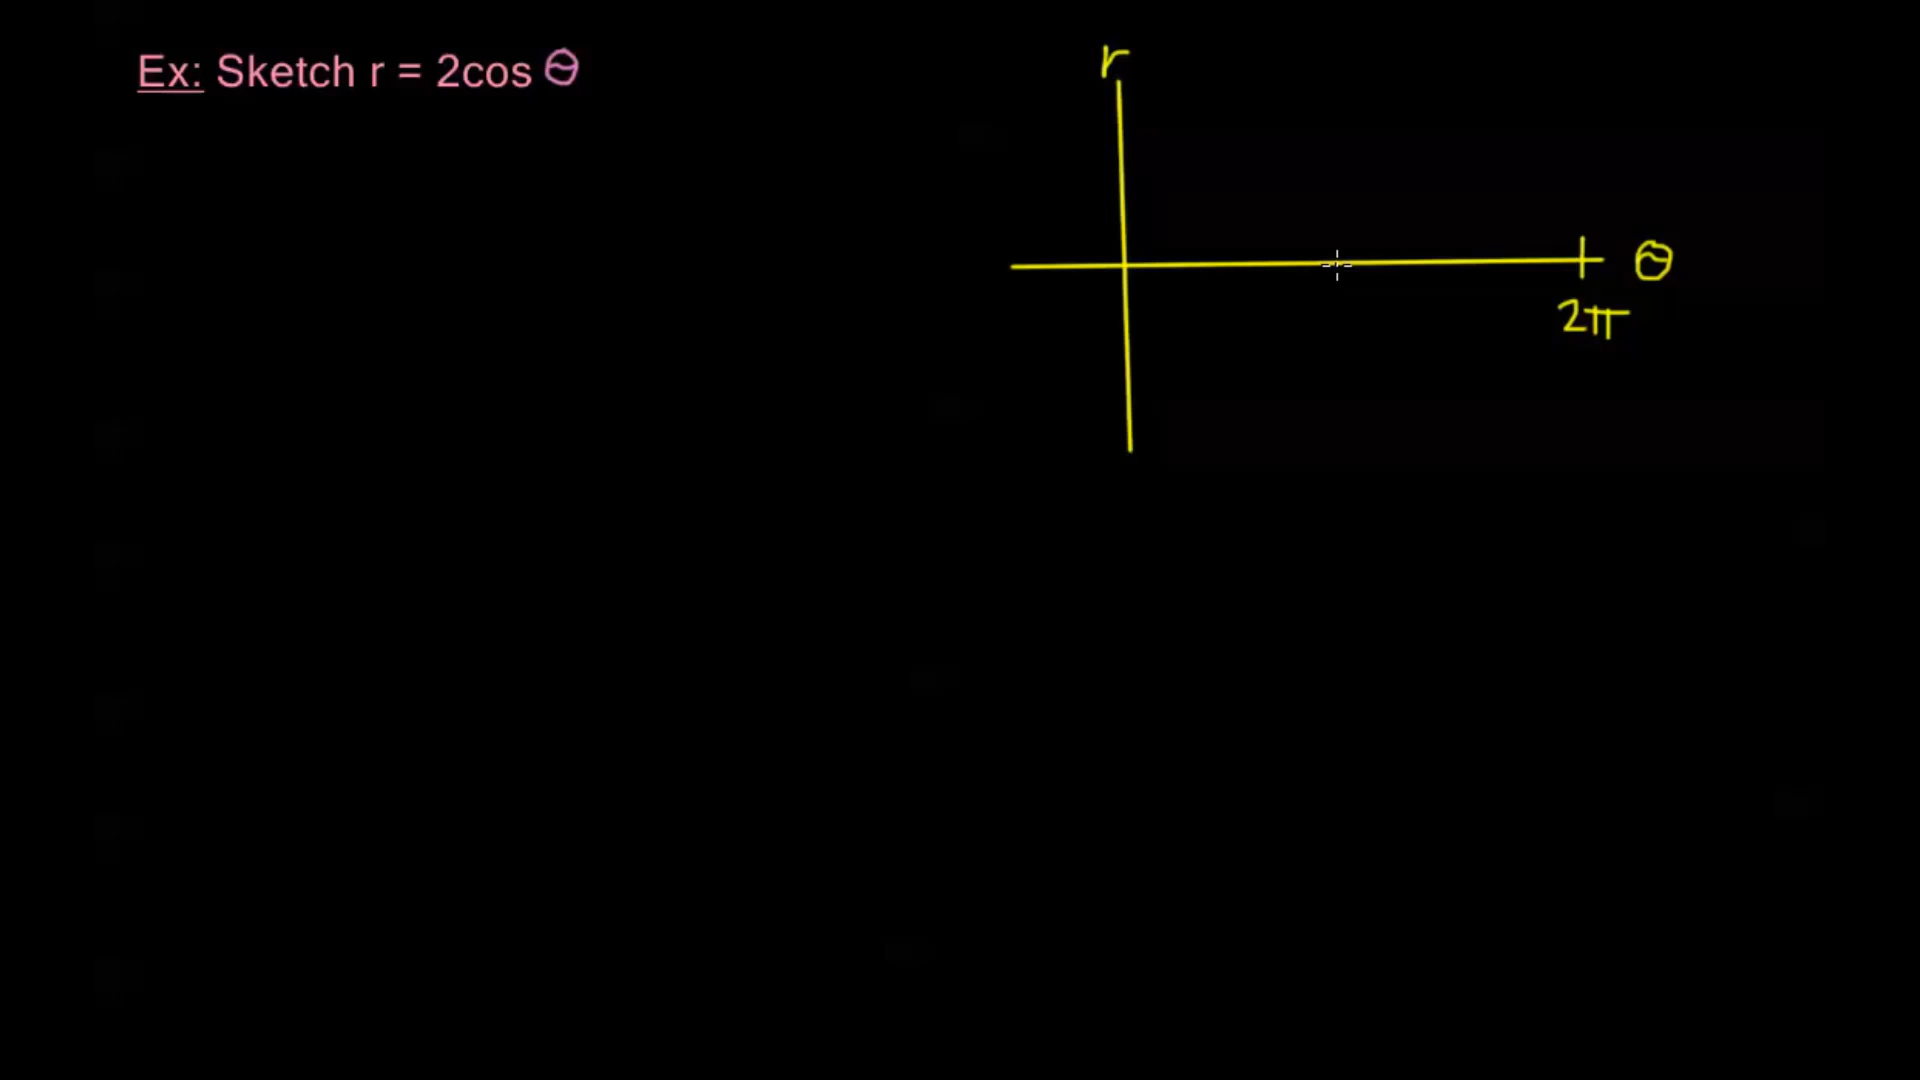 Ex: Sketch r = 2cos Θ
r
Θ
2π